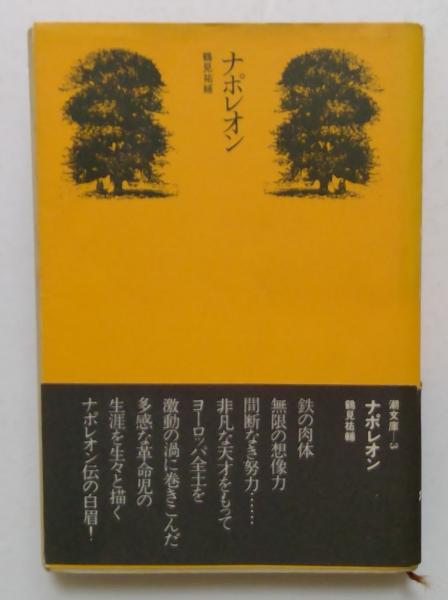 ナポレオン
鶴見祐輔
鉄の肉体
無限の想像力
間断なき努力……
非凡な天才をもって
ヨーロッパ全土を
激動の渦に巻きこんだ
多感な革命児の
生涯を生々と描く
ナポレオン伝の白眉!
潮文庫—3
ナポレオン
鶴見祐輔